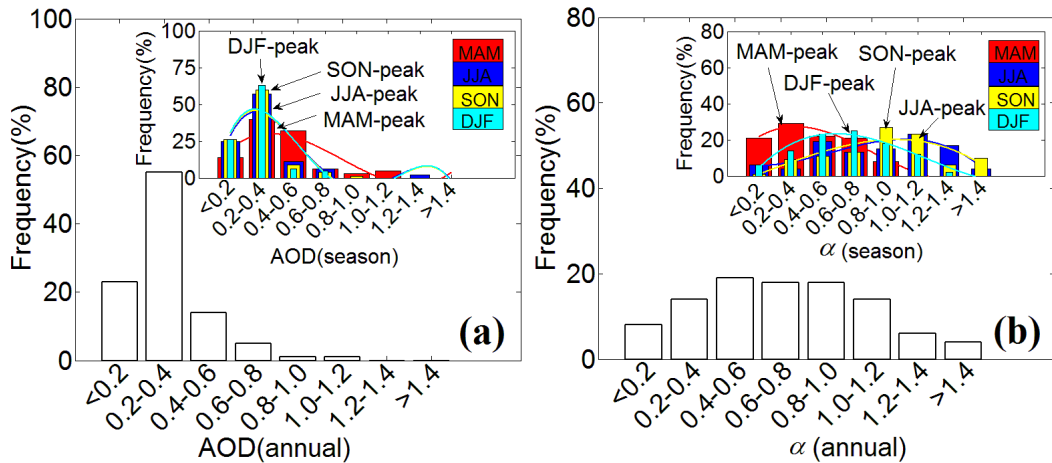 100
80
60
40
20
0
Frequency(%)
<0.2
0.2-0.4
0.4-0.6
0.6-0.8
0.8-1.0
1.0-1.2
1.2-1.4
>1.4
AOD(annual)
(a)
100
75
50
25
0
Frequency(%)
DJF-peak
SON-peak
JJA-peak
MAM-peak
MAM
JJA
SON
DJF
<0.2
0.2-0.4
0.4-0.6
0.6-0.8
0.8-1.0
1.0-1.2
1.2-1.4
>1.4
AOD(season)
80
60
40
20
0
Frequency(%)
<0.2
0.2-0.4
0.4-0.6
0.6-0.8
0.8-1.0
1.0-1.2
1.2-1.4
>1.4
α (annual)
(b)
80
60
40
20
0
Frequency(%)
MAM-peak
SON-peak
DJF-peak
JJA-peak
MAM
JJA
SON
DJF
<0.2
0.2-0.4
0.4-0.6
0.6-0.8
0.8-1.0
1.0-1.2
1.2-1.4
>1.4
α (season)